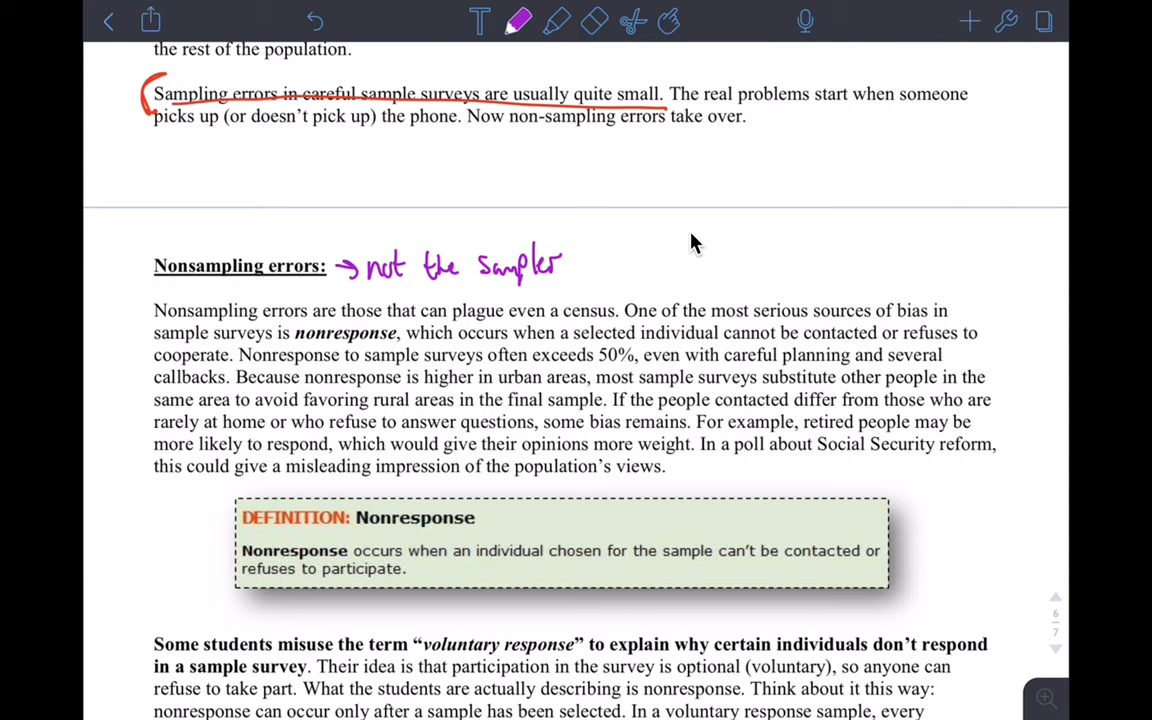 the rest of the population.
Sampling errors in careful sample surveys are usually quite small. The real problems start when someone
picks up (or doesn’t pick up) the phone. Now non-sampling errors take over.
Nonsampling errors: → not the sampler
Nonsampling errors are those that can plague even a census. One of the most serious sources of bias in
sample surveys is nonresponse, which occurs when a selected individual cannot be contacted or refuses to
cooperate. Nonresponse to sample surveys often exceeds 50%, even with careful planning and several
callbacks. Because nonresponse is higher in urban areas, most sample surveys substitute other people in the
same area to avoid favoring rural areas in the final sample. If the people contacted differ from those who are
rarely at home or who refuse to answer questions, some bias remains. For example, retired people may be
more likely to respond, which would give their opinions more weight. In a poll about Social Security reform,
this could give a misleading impression of the population’s views.
DEFINITION: Nonresponse
Nonresponse occurs when an individual chosen for the sample can’t be contacted or
refuses to participate.
6
7
Some students misuse the term “voluntary response” to explain why certain individuals don’t respond
in a sample survey. Their idea is that participation in the survey is optional (voluntary), so anyone can
refuse to take part. What the students are actually describing is nonresponse. Think about it this way:
nonresponse can occur only after a sample has been selected. In a voluntary response sample, every